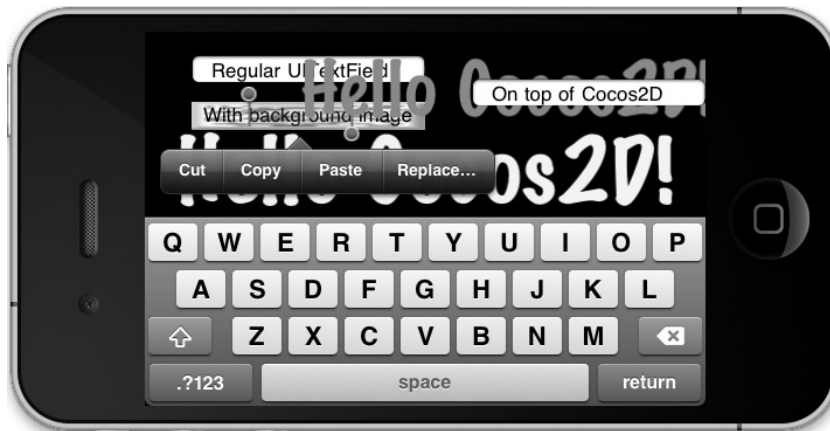 Regular UITextField
Hello Cocos2D!
On top of Cocos2D
With background image
Hello Cocos2D!
Cut Copy Paste Replace...
Q W E R T Y U I O P
A S D F G H J K L
Z X C V B N M
.?123 space return